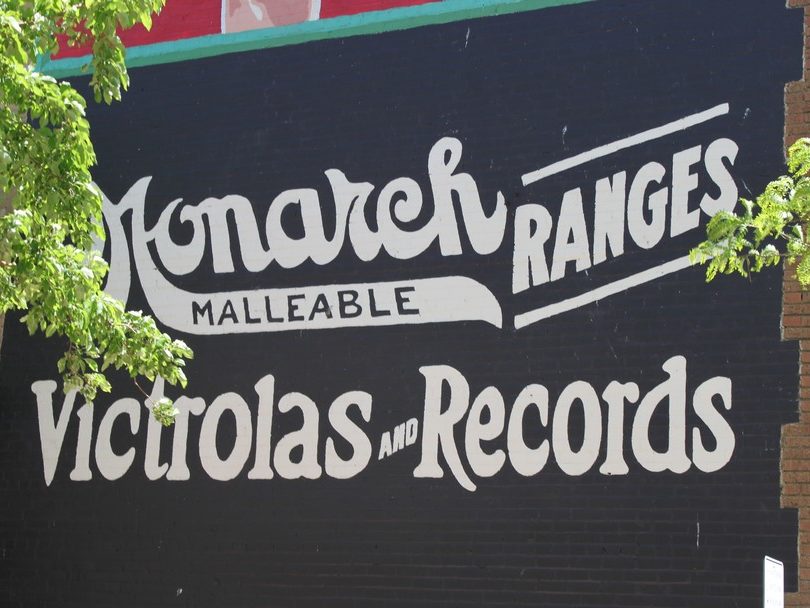 Monarch RANGES
MALLEABLE
Victrolas AND Records